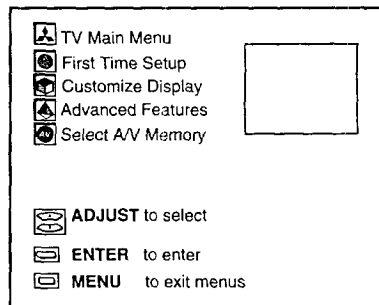 TV Main Menu
First Time Setup
Customize Display
Advanced Features
Select A/V Memory
ADJUST to select
ENTER to enter
MENU to exit menus